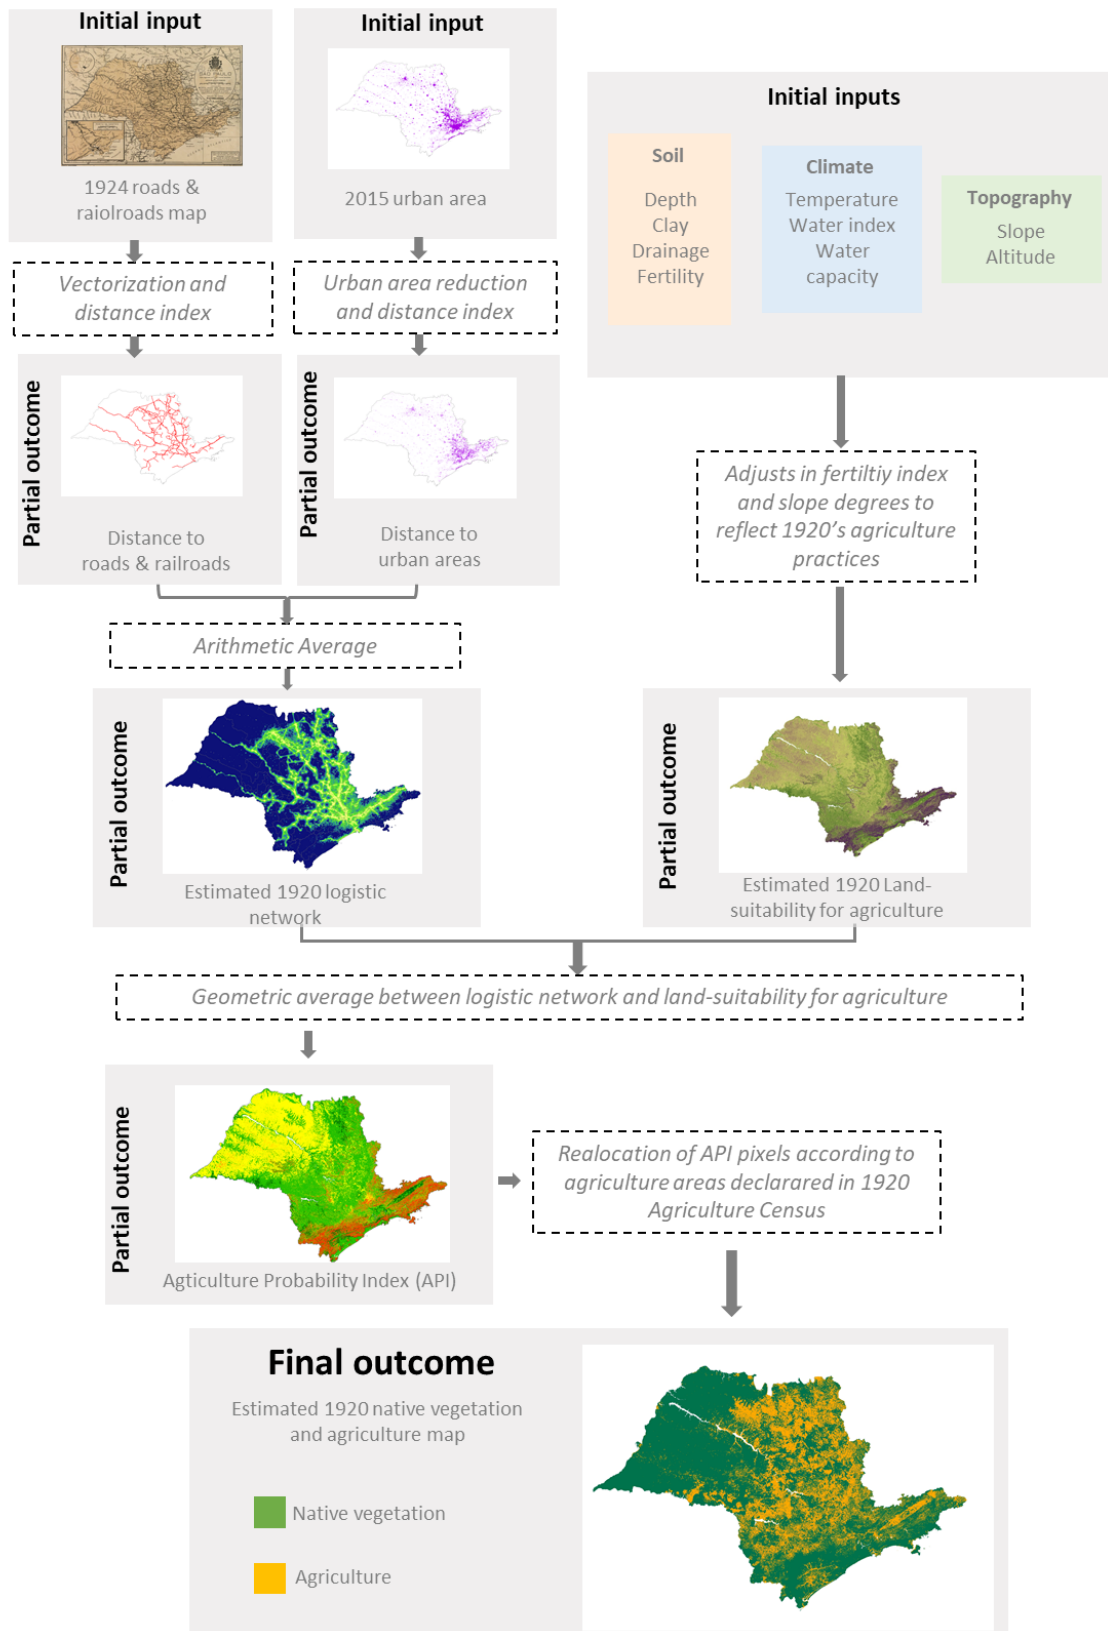 Initial input
1924 roads &
raiolroads map
Initial input
2015 urban area
Initial inputs
Soil
Depth
Clay
Drainage
Fertility
Climate
Temperature
Water index
Water
capacity
Topography
Slope
Altitude
Vectorization and
distance index
Urban area reduction
and distance index
Partial outcome
Distance to
roads & railroads
Partial outcome
Distance to
urban areas
Adjusts in fertiltiy index
and slope degrees to
reflect 1920's agriculture
practices
Arithmetic Average
Partial outcome
Estimated 1920 logistic
network
Partial outcome
Estimated 1920 Land-
suitability for agriculture
Geometric average between logistic network and land-suitability for agriculture
Partial outcome
Agticulture Probability Index (API)
Realocation of API pixels according to
agriculture areas declarared in 1920
Agriculture Census
Final outcome
Estimated 1920 native vegetation
and agriculture map
Native vegetation
Agriculture